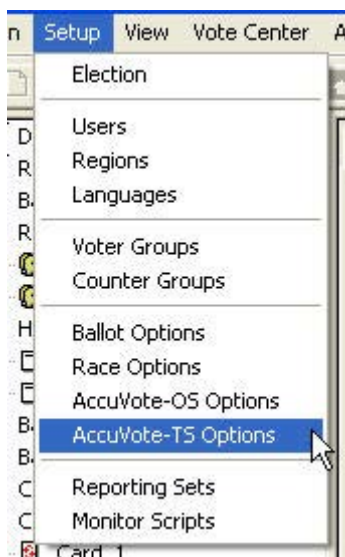 n Setup View Vote Center A
Election
D
Users
R
Regions
B
Languages
R
Voter Groups
Counter Groups
H
Ballot Options
Race Options
AccuVote-OS Options
B
AccuVote-TS Options
B
C
Reporting Sets
C
Monitor Scripts
Card 1